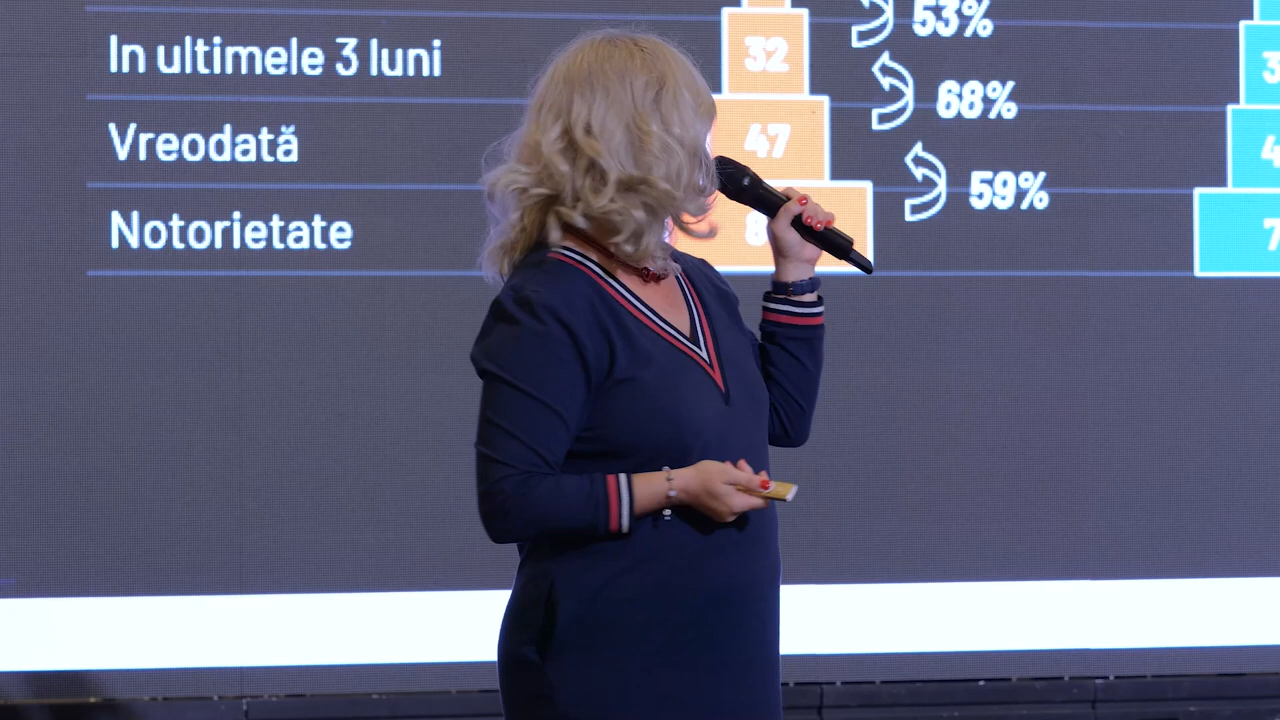 53%
In ultimele 3 luni
32
68%
Vreodată
47
59%
Notorietate